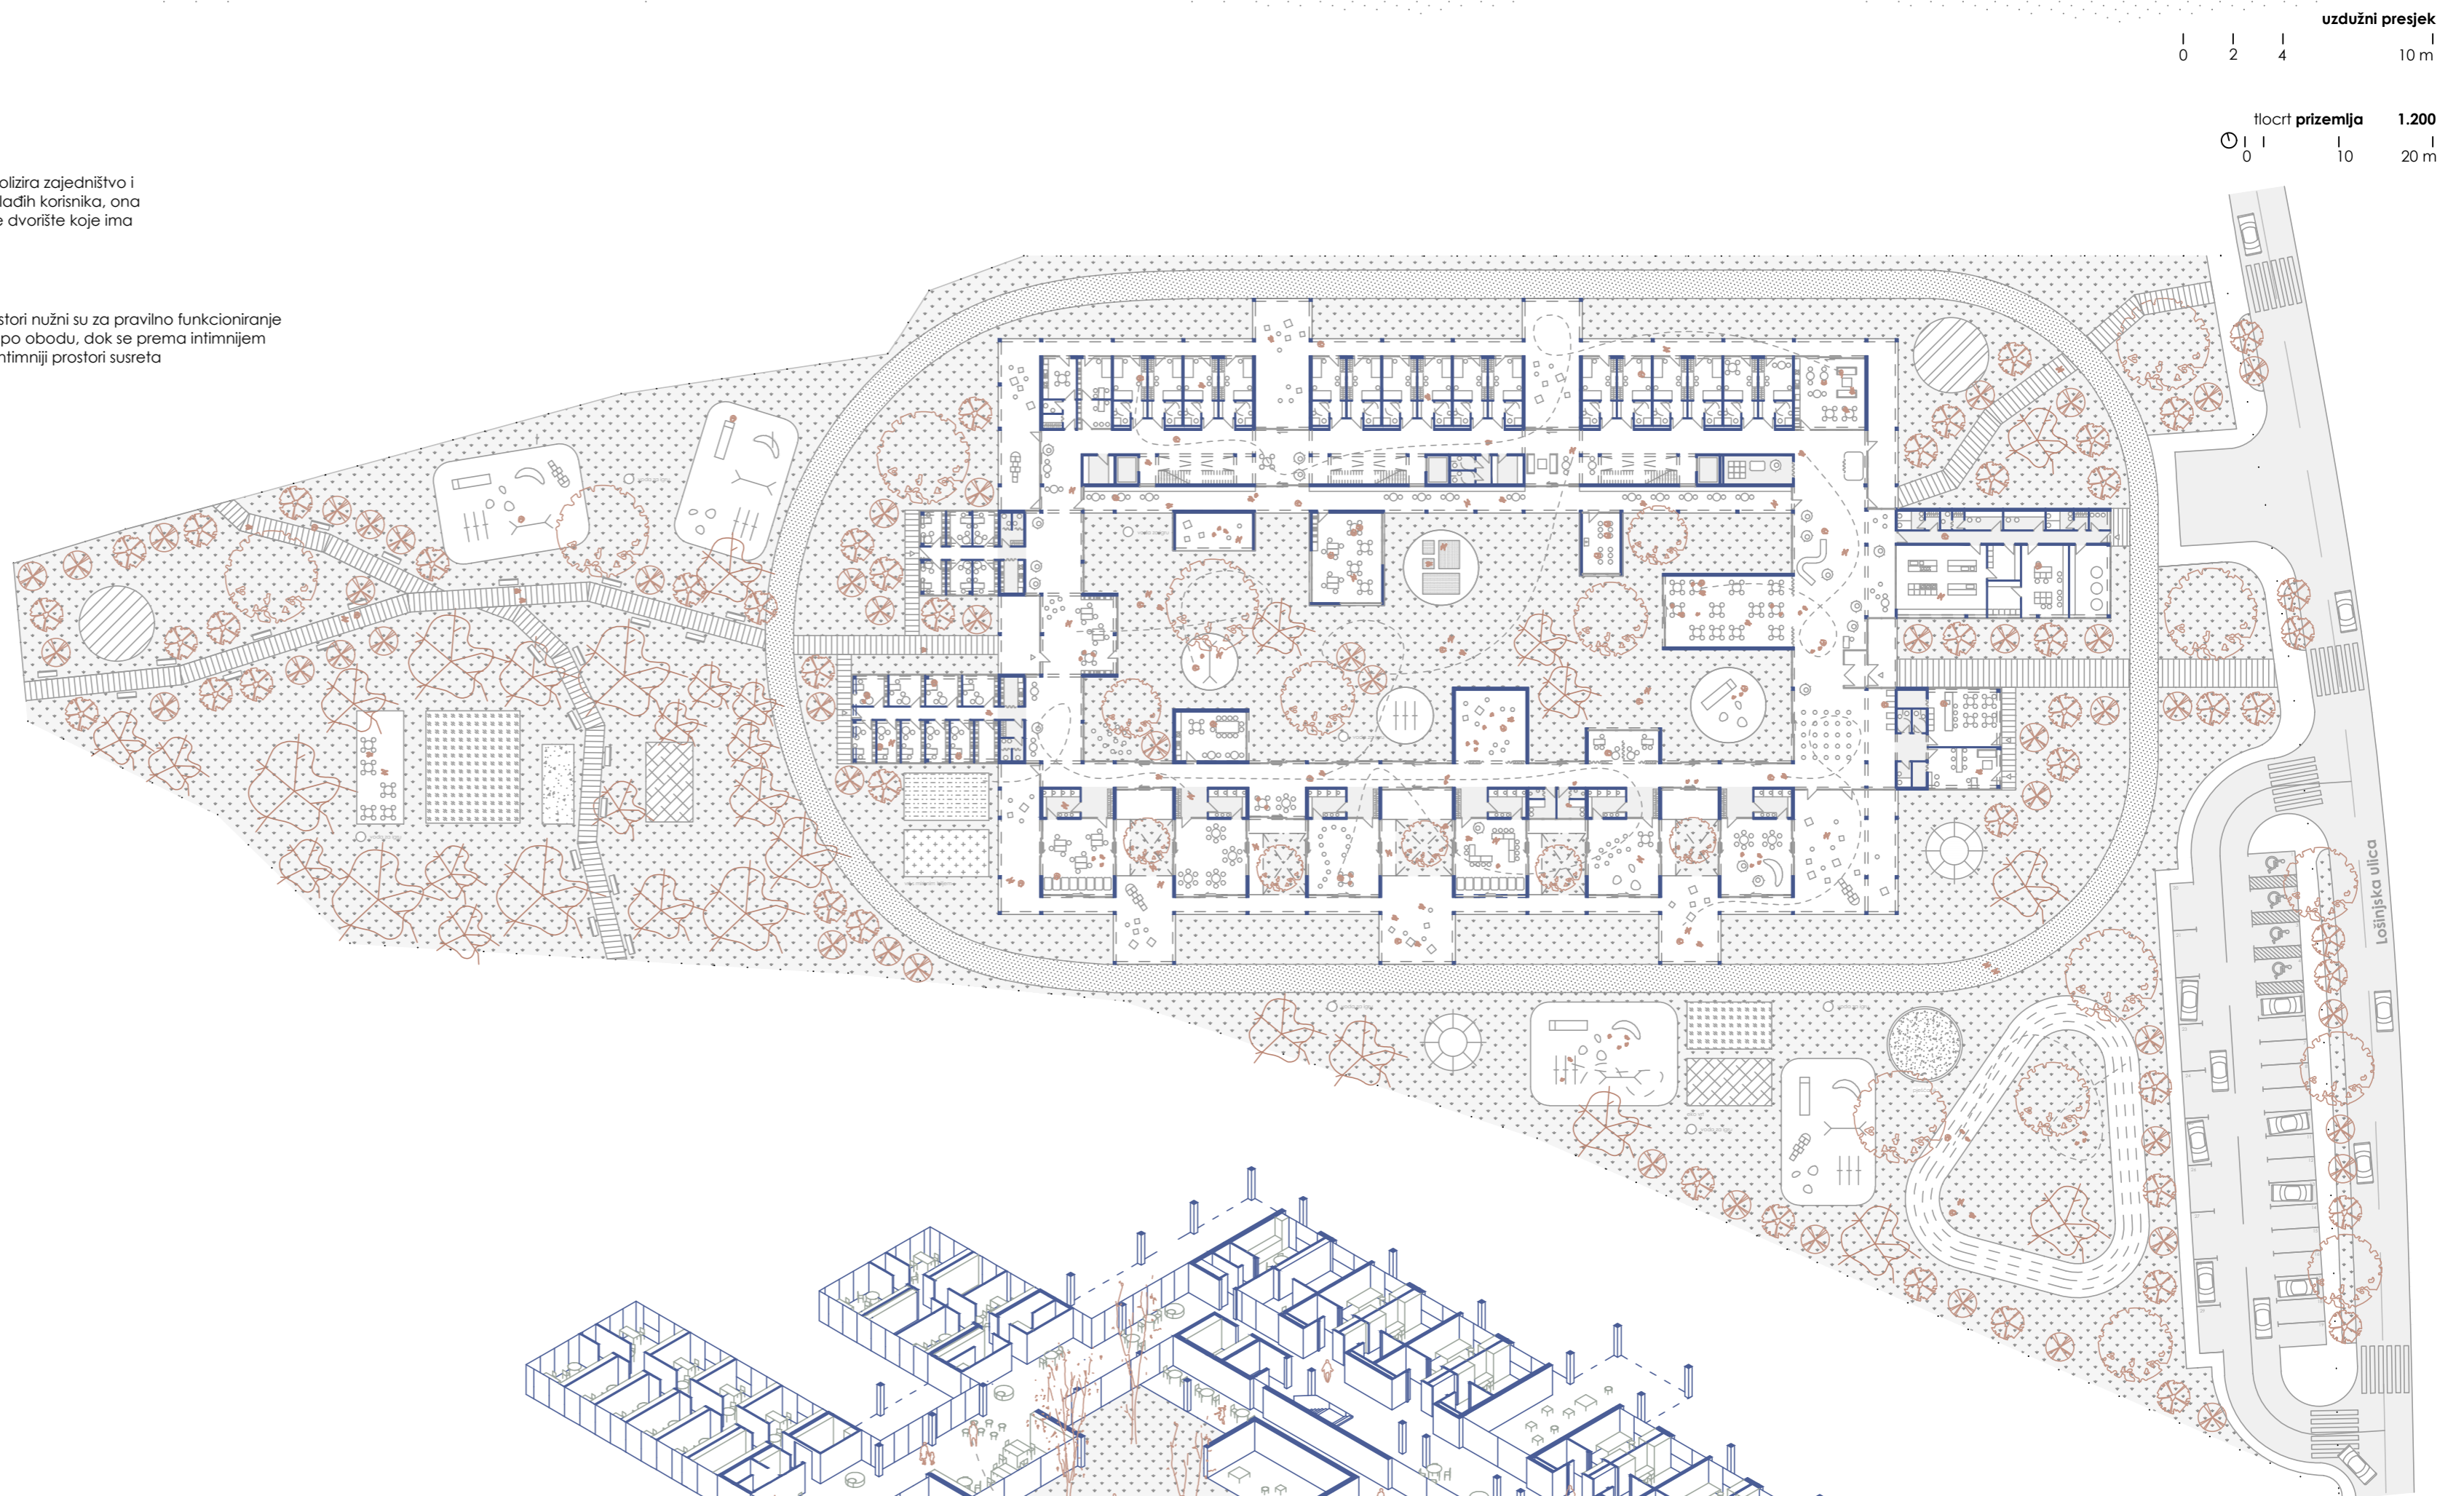 uzdužni presjek
0 2 4 10 m
tlocrt prizemlja 1.200
0 10 20 m
olizira zajedništvo i
lađih korisnika, ona
e dvorište koje ima
stori nužni su za pravilno funkcioniranje
po obodu, dok se prema intimnijem
ntimniji prostori susreta
Lošinjska ulica